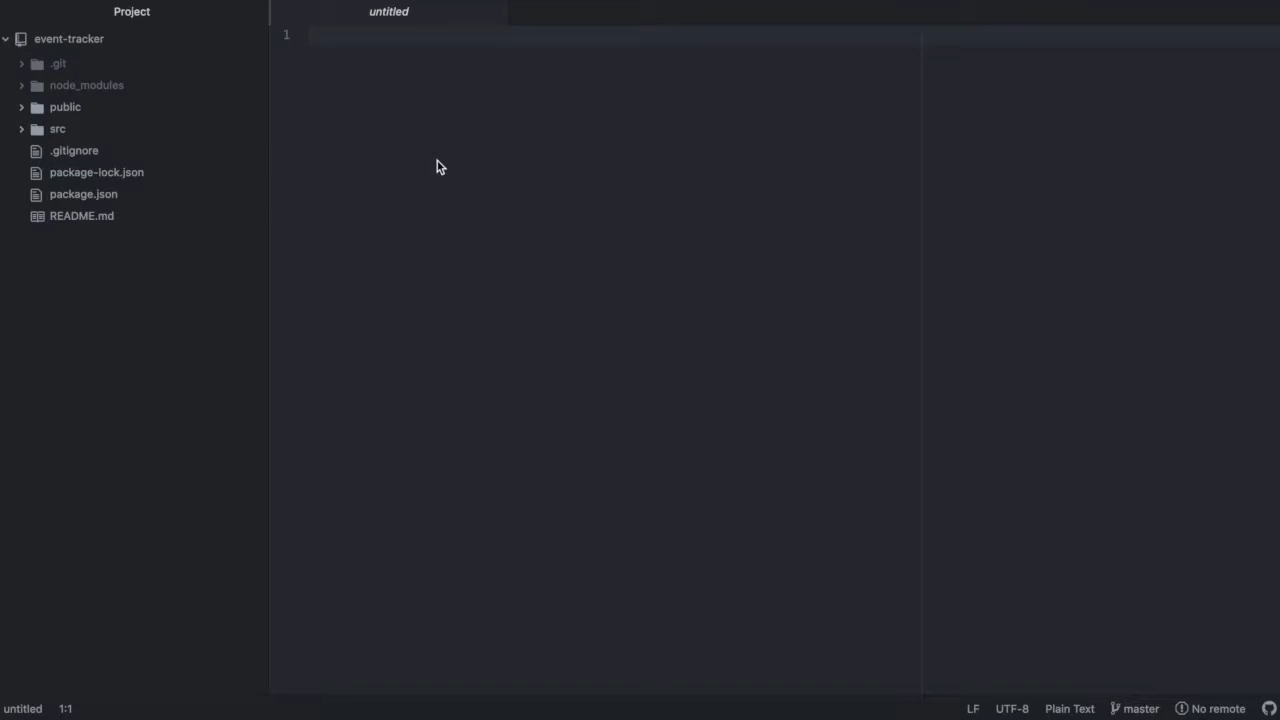 Project
untitled
event-tracker
.git
node_modules
public
src
.gitignore
package-lock.json
package.json
README.md
1
untitled 1:1
LF UTF-8 Plain Text master No remote